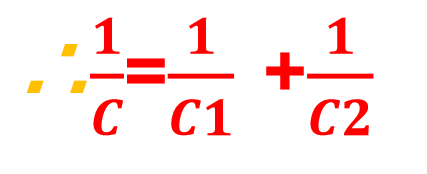 ∴ 1/C = 1/C1 + 1/C2